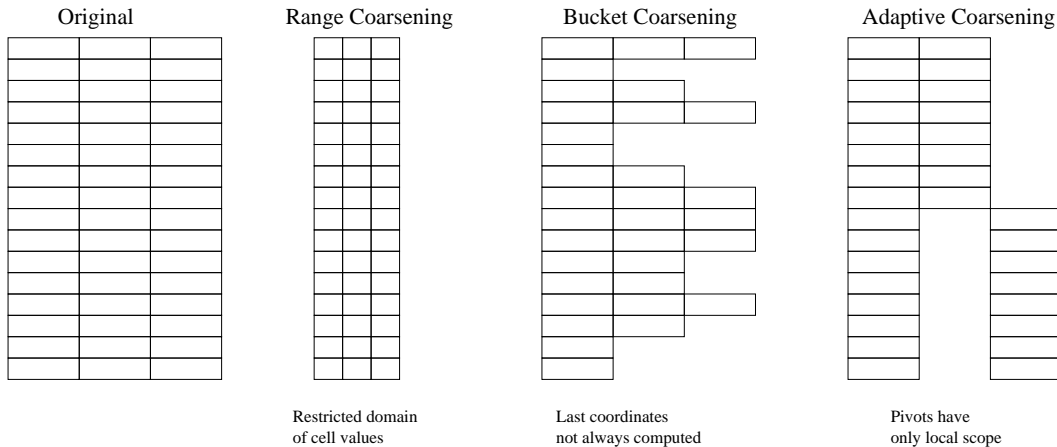 Original
Range Coarsening
Bucket Coarsening
Adaptive Coarsening
Restricted domain
of cell values
Last coordinates
not always computed
Pivots have
only local scope